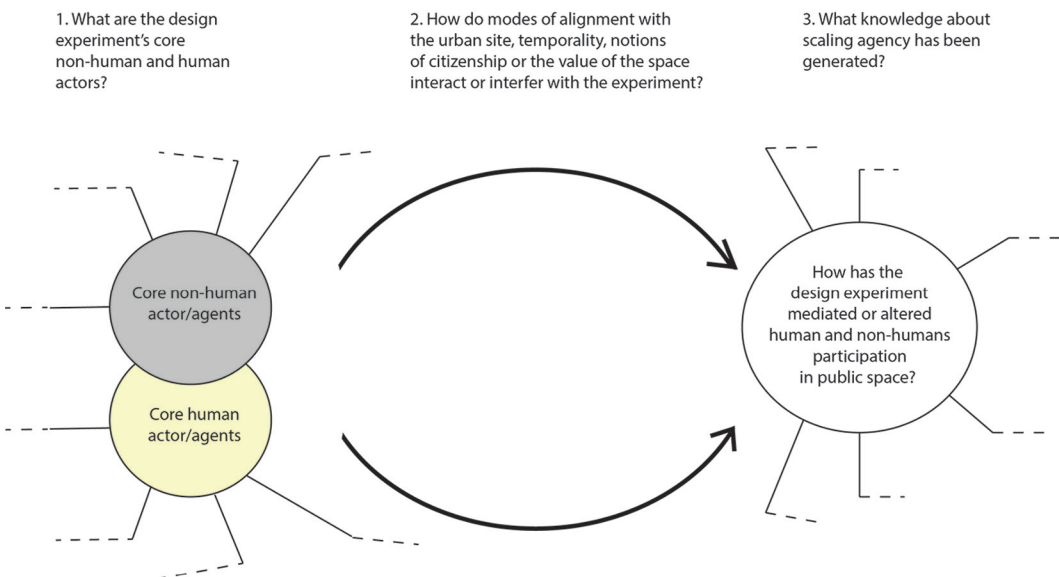 1. What are the design
experiment's core
non-human and human
actors?
2. How do modes of alignment with
the urban site, temporality, notions
of citizenship or the value of the space
interact or interfer with the experiment?
3. What knowledge about
scaling agency has been
generated?
Core non-human
actor/agents
Core human
actor/agents
How has the
design experiment
mediated or altered
human and non-humans
participation
in public space?